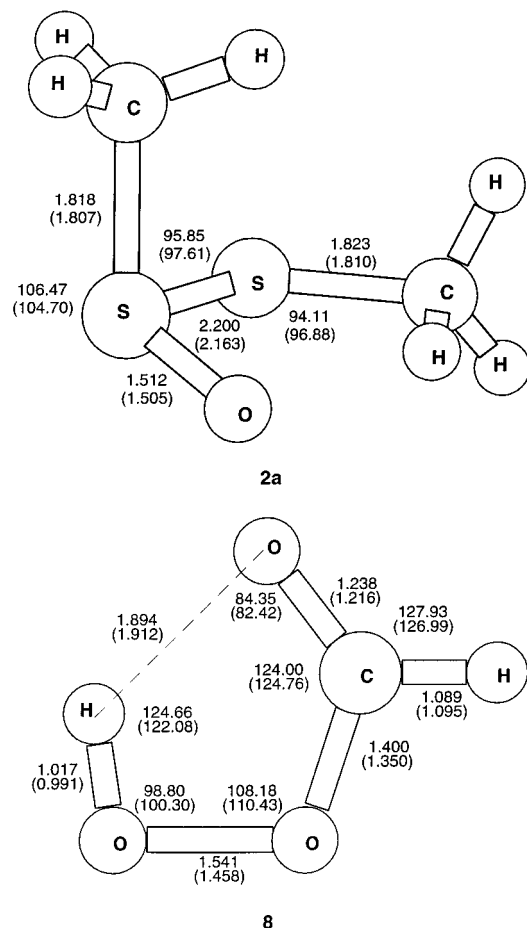 H
H
H
C
1.818
(1.807)
95.85
(97.61)
1.823
(1.810)
H
106.47
(104.70)
S
S
C
2.200
(2.163)
94.11
(96.88)
1.512
(1.505)
H
H
O
2a
O
1.894
(1.912)
84.35
(82.42)
1.238
(1.216)
127.93
(126.99)
124.00
(124.76)
C
H
H
124.66
(122.08)
1.089
(1.095)
1.017
(0.991)
1.400
(1.350)
98.80
(100.30)
108.18
(110.43)
O
O
1.541
(1.458)
8